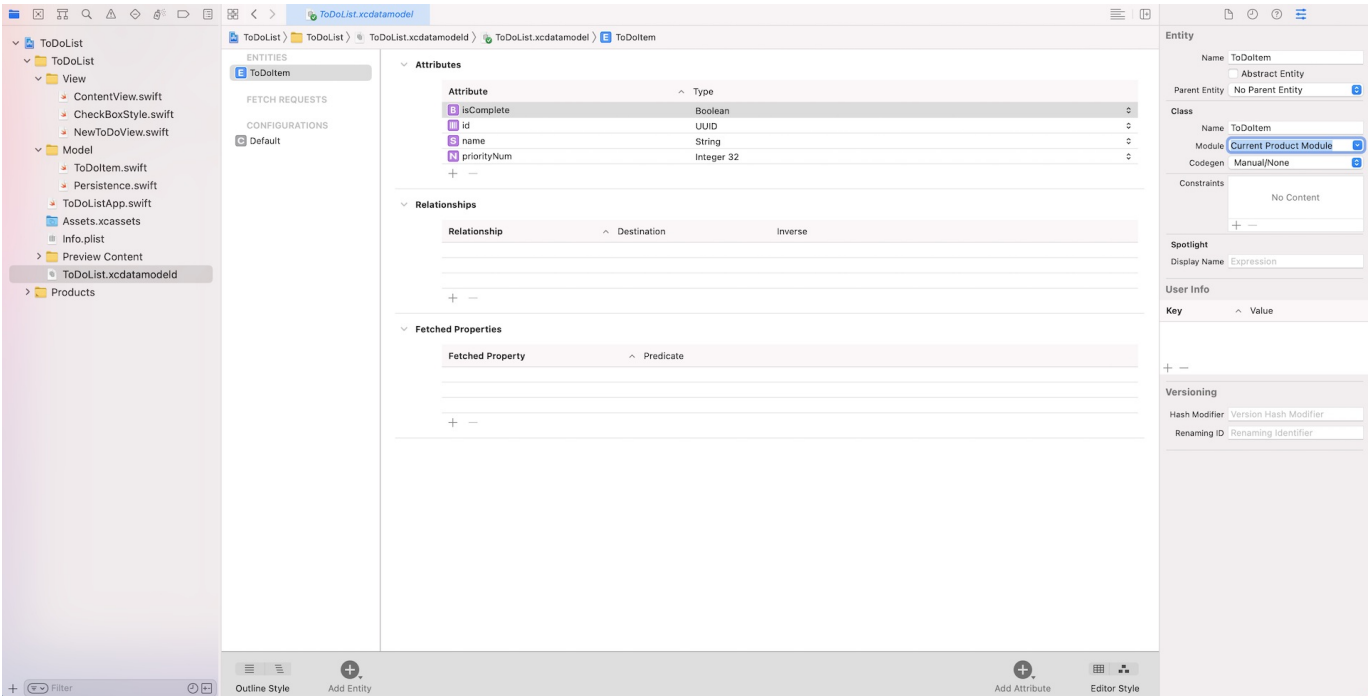 ToDoList.xcdatamodel
ToDoList
ToDoList
View
ContentView.swift
CheckBoxStyle.swift
NewToDoView.swift
Model
ToDoItem.swift
Persistence.swift
ToDoListApp.swift
Assets.xcassets
Info.plist
Preview Content
ToDoList.xcdatamodeld
Products
Filter
ToDoList ToDoList ToDoList.xcdatamodeld ToDoList.xcdatamodel E ToDoItem
ENTITIES
E ToDoItem
FETCH REQUESTS
CONFIGURATIONS
C Default
Attributes
Attribute Type
B isComplete Boolean
id UUID
S name String
N priorityNum Integer 32
Relationships
Relationship Destination Inverse
Fetched Properties
Fetched Property Predicate
Outline Style Add Entity Add Attribute Editor Style
Entity
Name ToDoItem
Abstract Entity
Parent Entity No Parent Entity
Class
Name ToDoItem
Module Current Product Module
Codegen Manual/None
Constraints
No Content
Spotlight
Display Name Expression
User Info
Key Value
Versioning
Hash Modifier Version Hash Modifier
Renaming ID Renaming Identifier